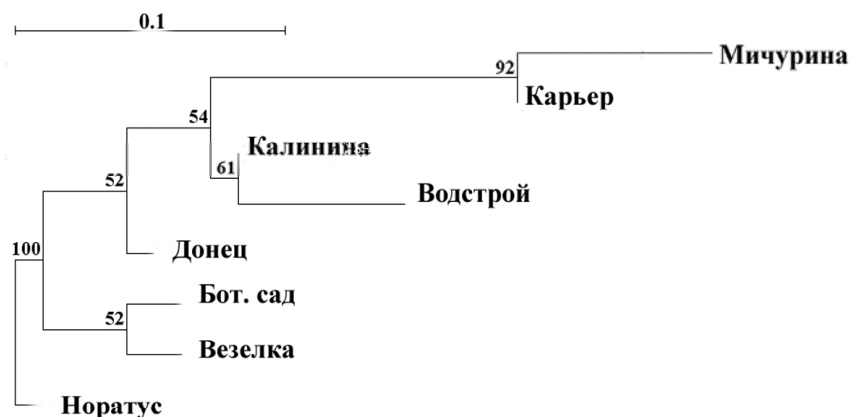 0.1
92
Мичурина
Карьер
54
Калинина
61
Водстрой
52
Донец
100
Бот. сад
52
Везелка
Норатус